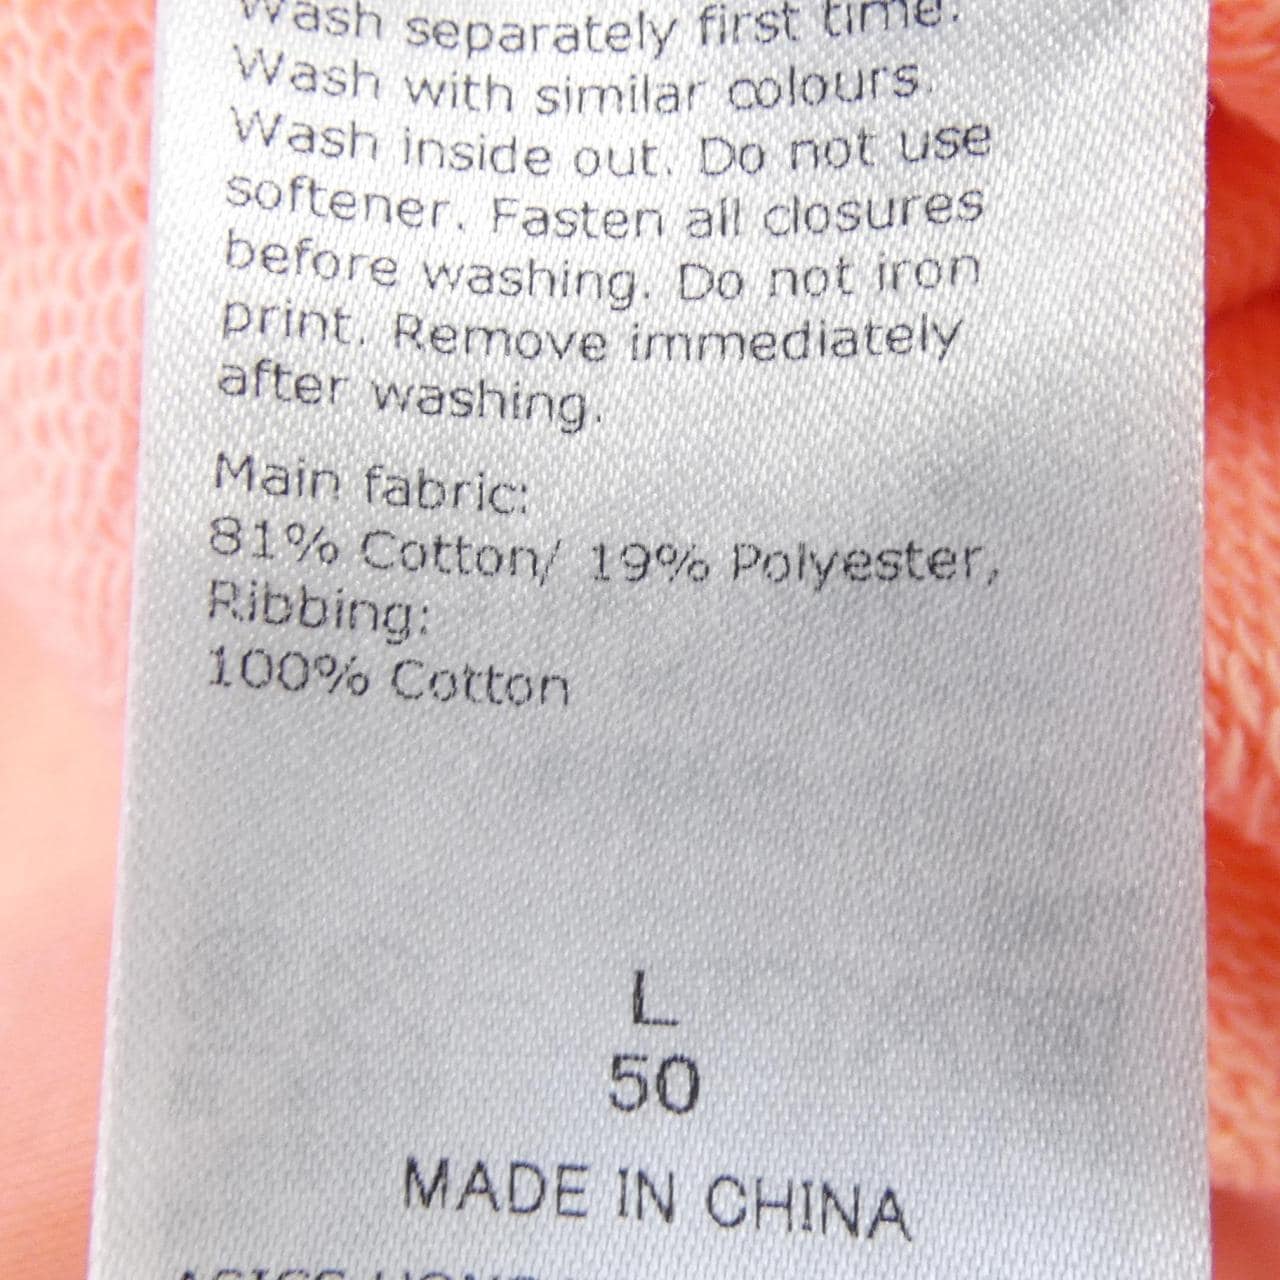 Wash separately first time.
Wash with similar colours.
Wash inside out. Do not use
softener. Fasten all closures
before washing. Do not iron
print. Remove immediately
after washing.
Main fabric:
81% Cotton/ 19% Polyester,
Ribbing:
100% Cotton
L
50
MADE IN CHINA